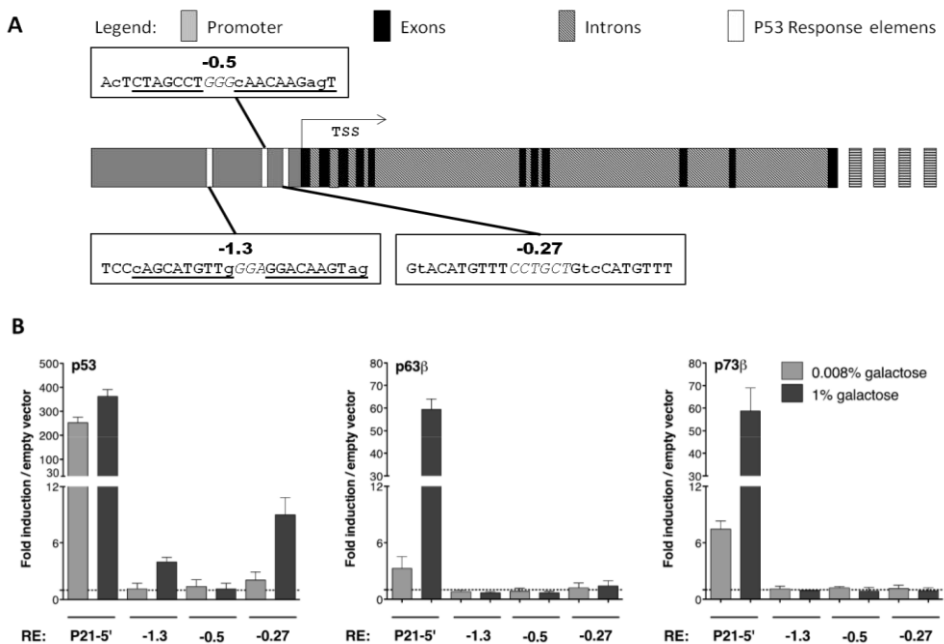 A
Legend: Promoter Exons Introns P53 Response elemens
-0.5
AcTCTAGCCTGGGcAACAAGagT
TSS
-1.3
TCCcAGCATGTTgGGAGGACAAGTag
-0.27
GtACATGTTTCCTGCTGtcCATGTTT
B
p53
500
400
300
200
100
30
12
6
Fold induction / empty vector
p63β
80
70
60
50
40
30
12
6
Fold induction / empty vector
p73β
80
70
60
50
40
30
12
6
Fold induction / empty vector
0.008% galactose
1% galactose
RE: P21-5' -1.3 -0.5 -0.27
RE: P21-5' -1.3 -0.5 -0.27
RE: P21-5' -1.3 -0.5 -0.27